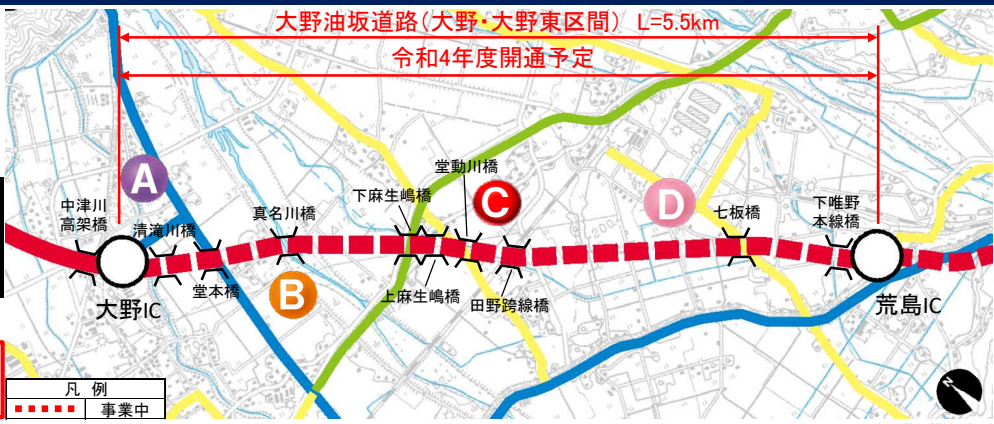 大野油坂道路(大野・大野東区間) L=5.5km
令和4年度開通予定
A
中津川
高架橋
清滝川橋
真名川橋
下麻生嶋橋
堂動川橋
C
D
七板橋
下唯野
本線橋
大野IC
堂本橋
B
上麻生嶋橋
田野跨線橋
荒島IC
凡 例
事業中
N